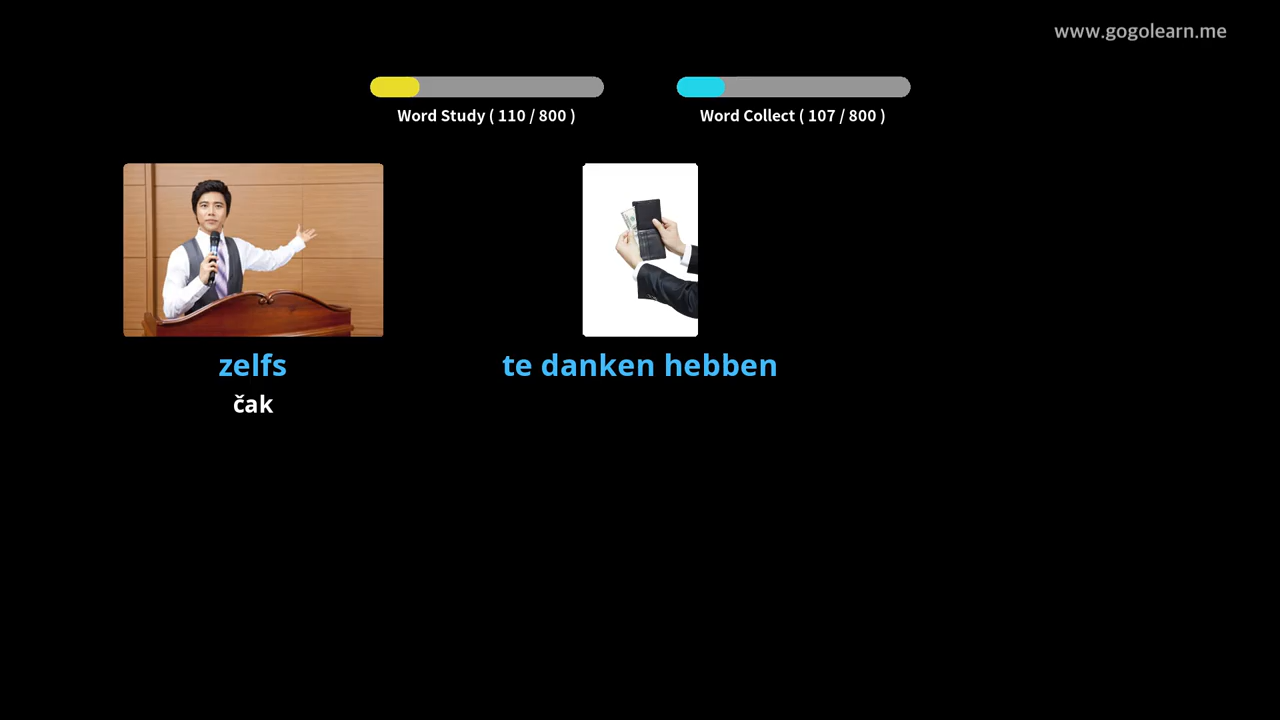 www.gogolearn.me
Word Study ( 110 / 800 )
Word Collect ( 107 / 800 )
zelfs
te danken hebben
čak